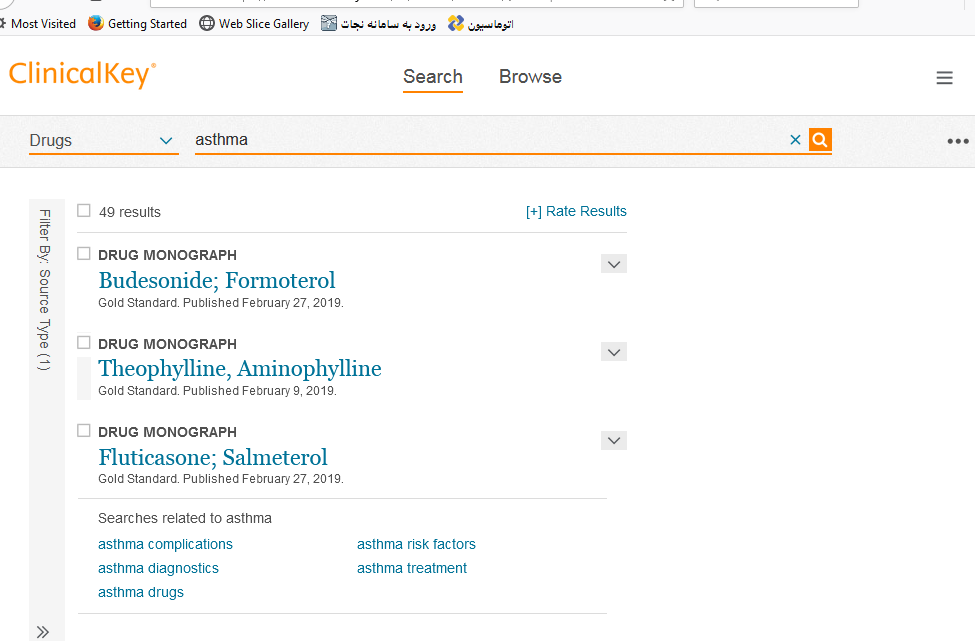 Most Visited Getting Started Web Slice Gallery ورود به سامانه نجات اتوماسیون
ClinicalKey®
Search Browse
Drugs asthma
Filter By: Source Type (1)
49 results [+] Rate Results
DRUG MONOGRAPH
Budesonide; Formoterol
Gold Standard. Published February 27, 2019.
DRUG MONOGRAPH
Theophylline, Aminophylline
Gold Standard. Published February 9, 2019.
DRUG MONOGRAPH
Fluticasone; Salmeterol
Gold Standard. Published February 27, 2019.
Searches related to asthma
asthma complications asthma risk factors
asthma diagnostics asthma treatment
asthma drugs